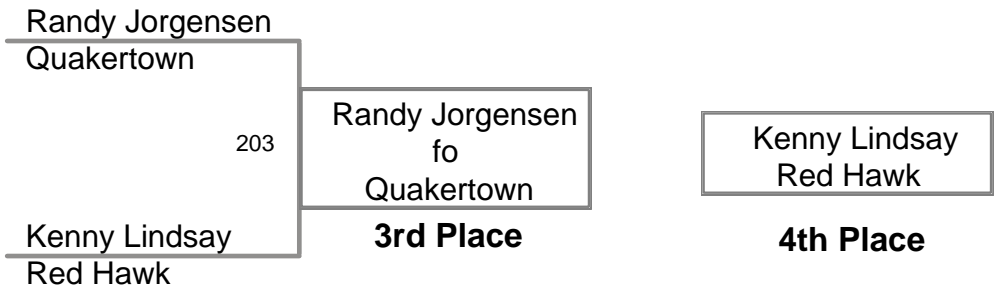 Randy Jorgensen
Quakertown
203
Kenny Lindsay
Red Hawk
Randy Jorgensen
fo
Quakertown
3rd Place
Kenny Lindsay
Red Hawk
4th Place